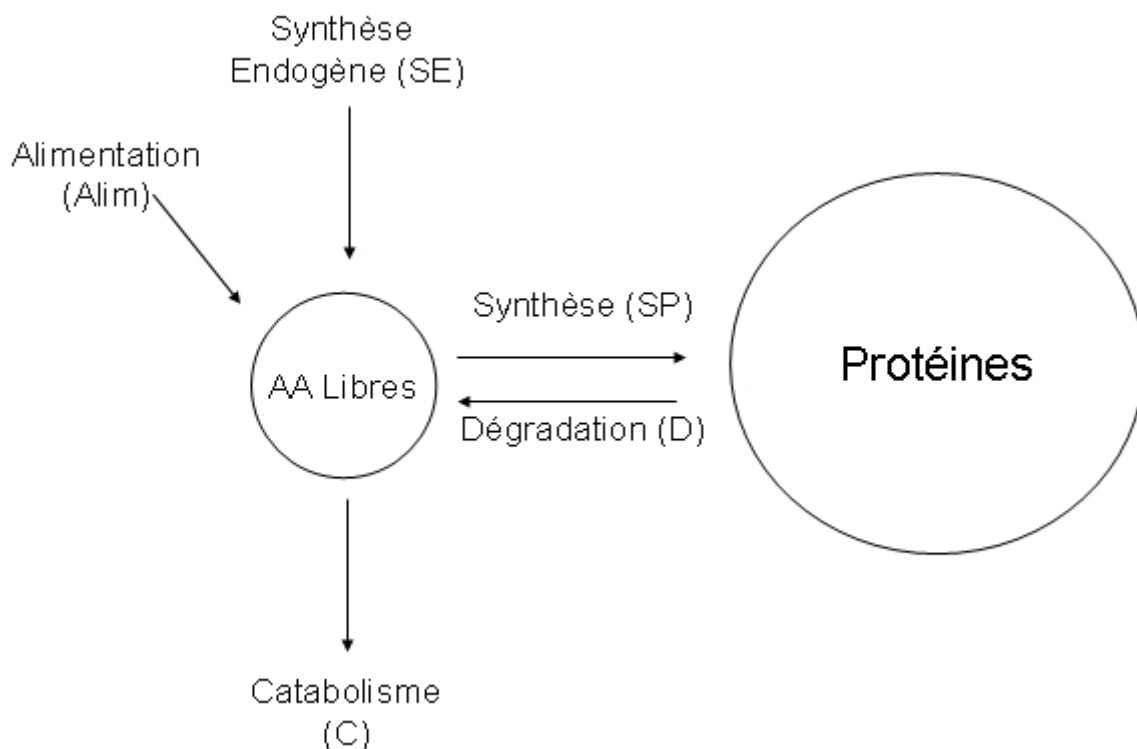 Synthèse
Endogène (SE)
Alimentation
(Alim)
Synthèse (SP)
AA Libres
Protéines
Dégradation (D)
Catabolisme
(C)